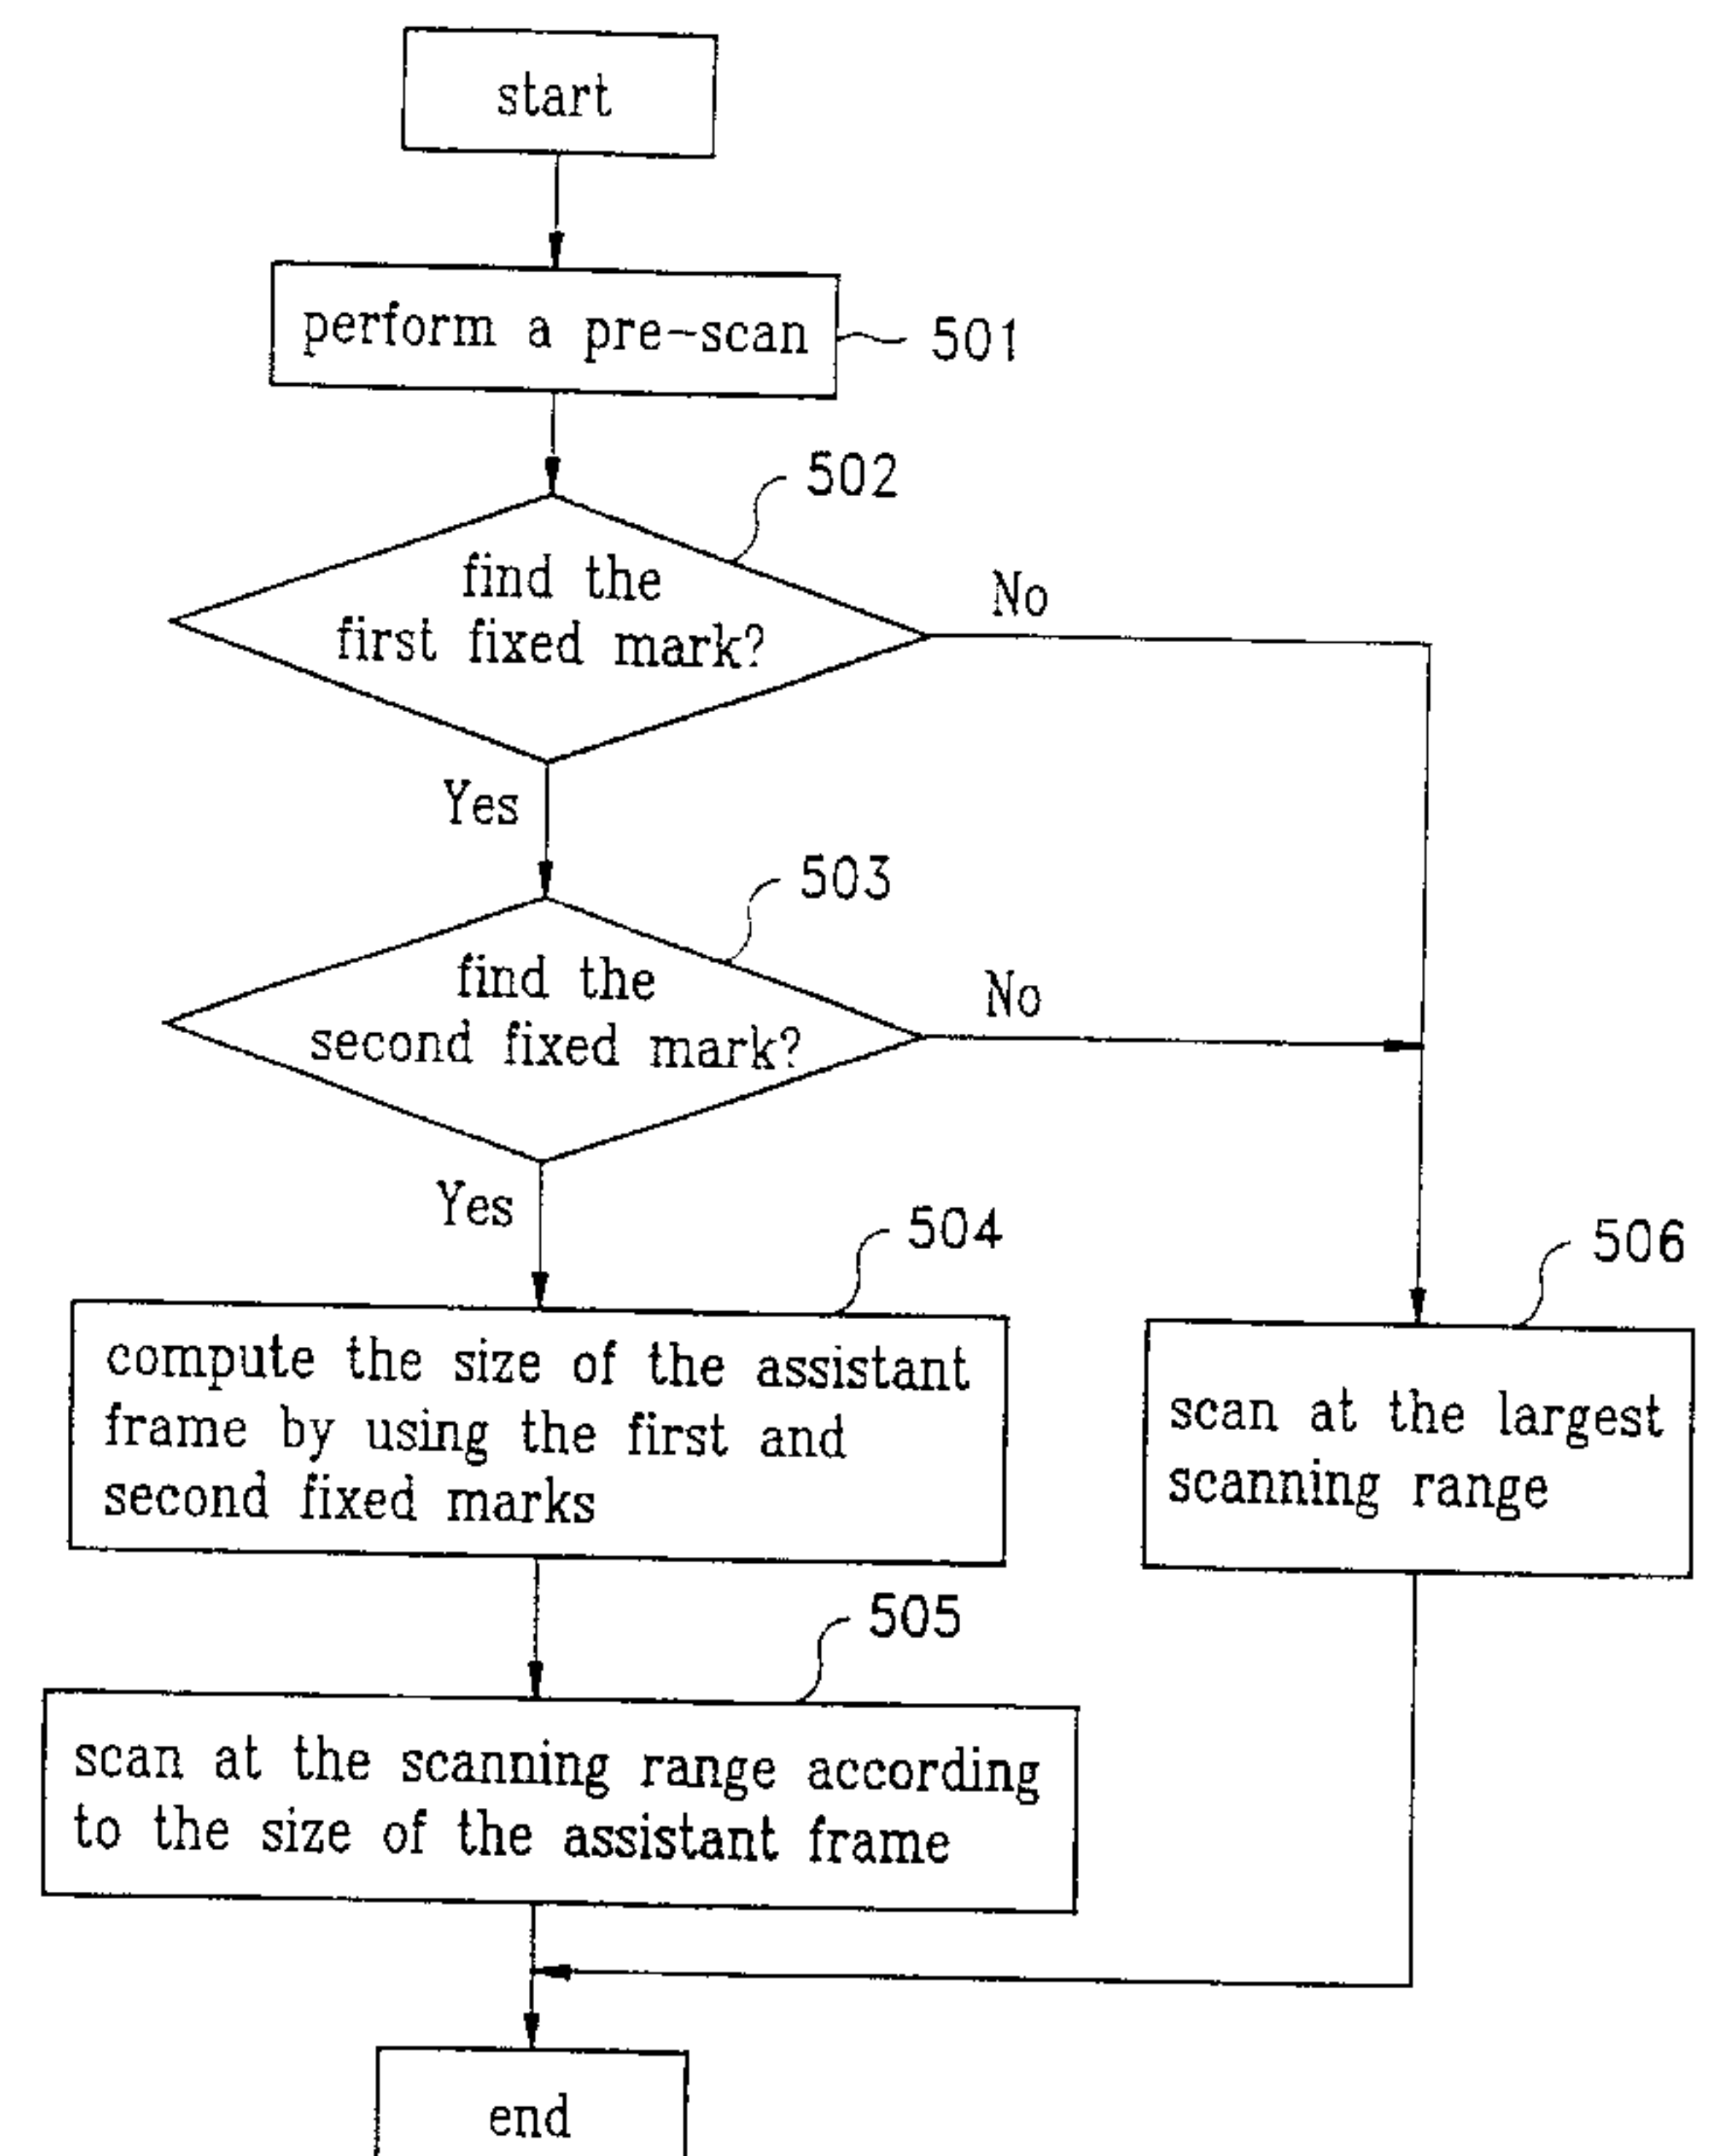 start
perform a pre-scan
501
502
find the
first fixed mark?
No
Yes
503
find the
second fixed mark?
No
Yes
504
compute the size of the assistant
frame by using the first and
second fixed marks
506
scan at the largest
scanning range
505
scan at the scanning range according
to the size of the assistant frame
end